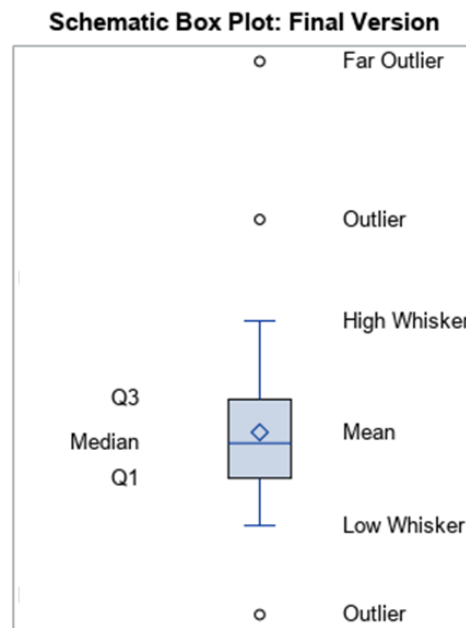 Schematic Box Plot: Final Version
Far Outlier
Outlier
High Whisker
Q3
Mean
Median
Q1
Low Whisker
Outlier